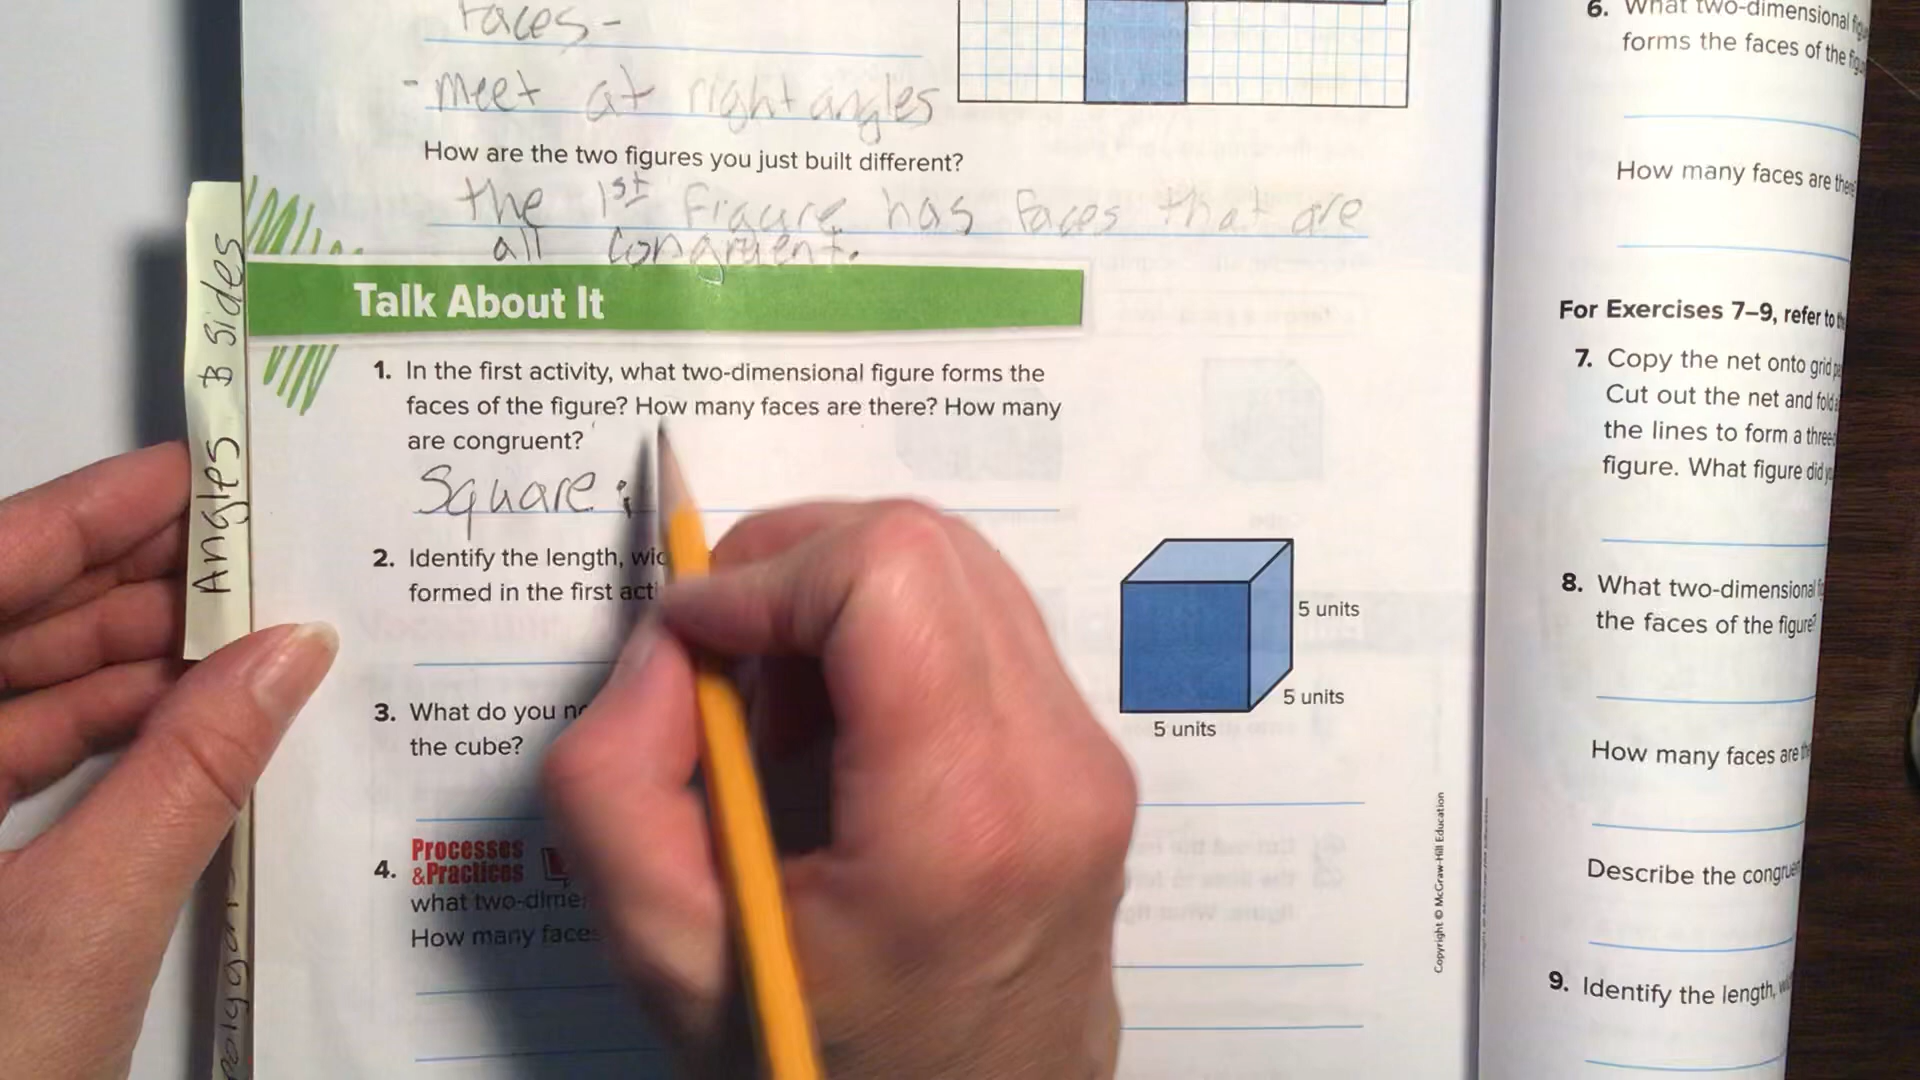 faces-
- meet at right angles
How are the two figures you just built different?
the 1st Figure has faces that are
all congruent.
Talk About It
1. In the first activity, what two-dimensional figure forms the
faces of the figure? How many faces are there? How many
are congruent?
Square ;
2. Identify the length,
formed in the first
5 units
5 units
5 units
3. What do you
the cube?
4. Processes
&Practices
what
How many
Copyright © McGraw-Hill Education
Angles & Sides
polygons
6. What two-dimensional
forms the faces of the
How many faces are
For Exercises 7–9, refer to
7. Copy the net onto grid
Cut out the net and fold
the lines to form a
figure. What figure did
8. What two-dimensional
the faces of the figure?
How many faces are
Describe the
9. Identify the length,